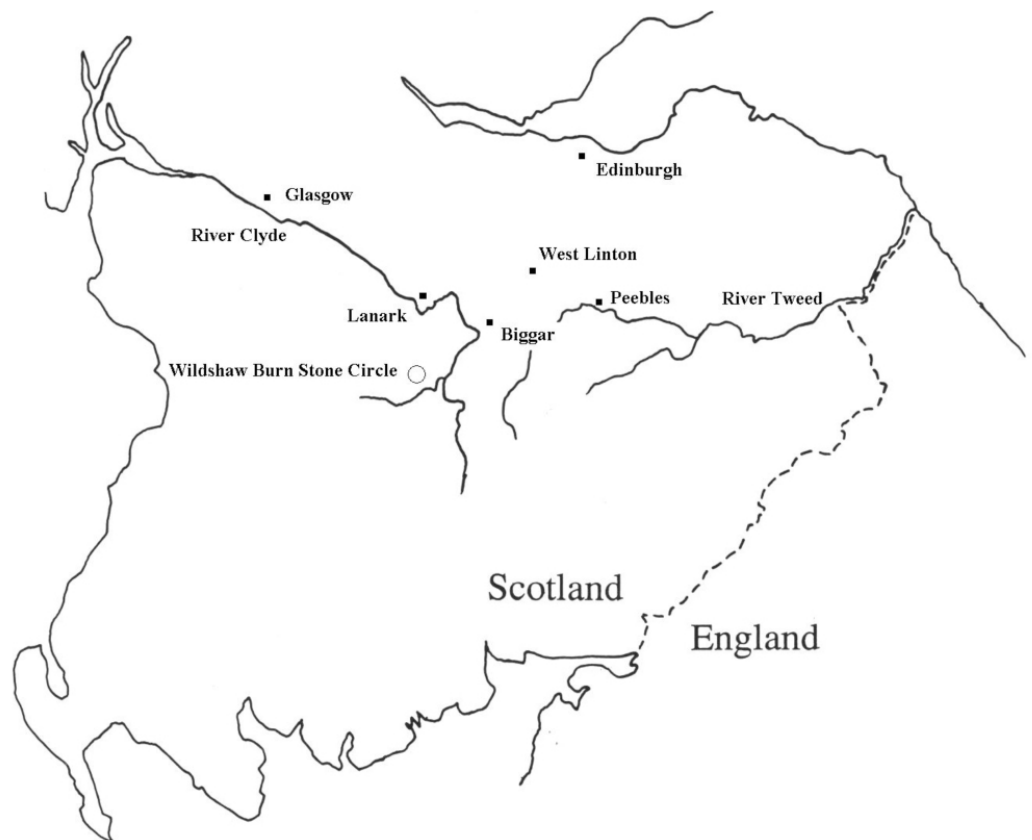 Edinburgh
Glasgow
River Clyde
West Linton
Lanark
Peebles
River Tweed
Biggar
Wildshaw Burn Stone Circle
Scotland
England